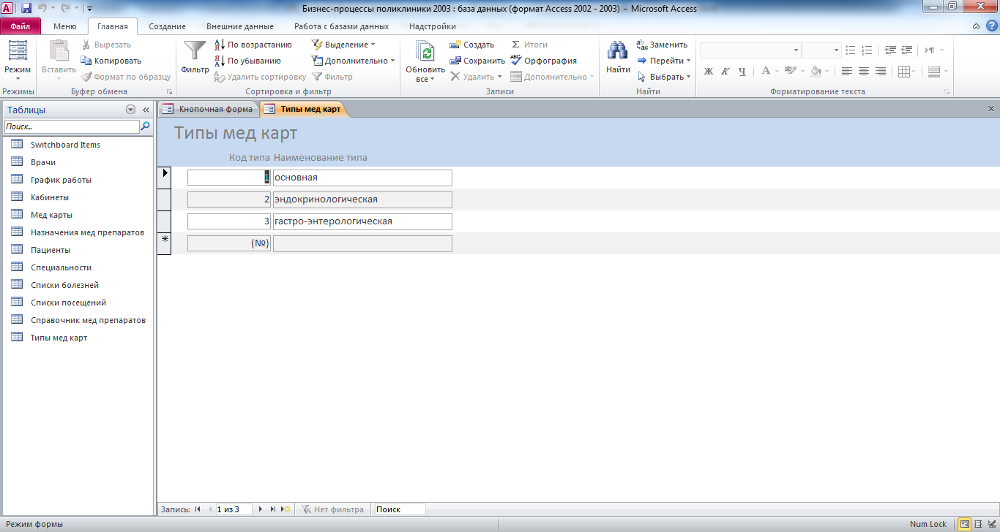 Бизнес-процессы поликлиники 2003 : база данных (формат Access 2002 - 2003) - Microsoft Access
Файл Меню Главная Создание Внешние данные Работа с базами данных Надстройки
Режим
Режимы
Вставить
Вырезать
Копировать
Формат по образцу
Буфер обмена
Фильтр
По возрастанию
По убыванию
Удалить сортировку
Выделение
Дополнительно
Фильтр
Сортировка и фильтр
Обновить
все
Создать
Сохранить
Удалить
Итоги
Орфография
Дополнительно
Записи
Найти
Заменить
Перейти
Выбрать
Найти
Ж К Ч А
Форматирование текста
Таблицы
Поиск...
Switchboard Items
Врачи
График работы
Кабинеты
Мед карты
Назначения мед препаратов
Пациенты
Специальности
Списки болезней
Списки посещений
Справочник мед препаратов
Типы мед карт
Кнопочная форма Типы мед карт
Типы мед карт
Код типа Наименование типа
1 основная
2 эндокринологическая
3 гастро-энтерологическая
(№)
Запись: 1 из 3 Нет фильтра Поиск
Режим формы Num Lock